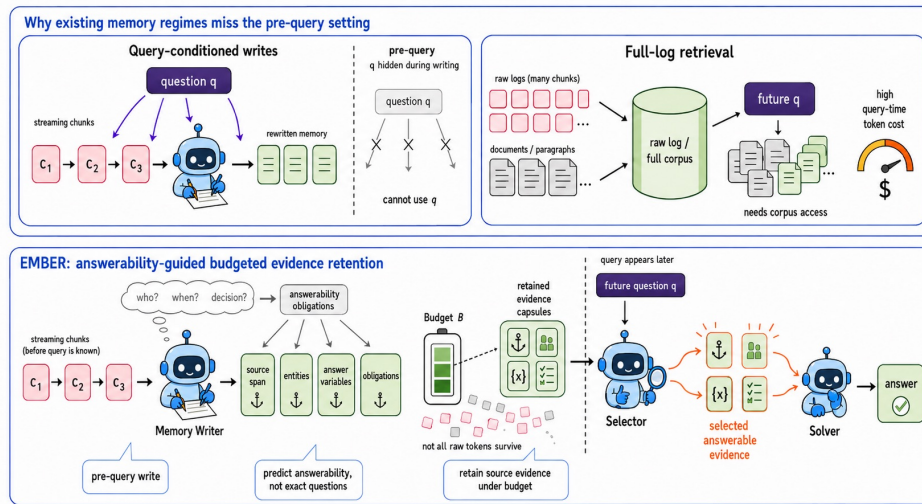 Why existing memory regimes miss the pre-query setting
Query-conditioned writes
question q
streaming chunks
C1
C2
C3
rewritten memory
pre-query
q hidden during writing
question q
cannot use q
Full-log retrieval
raw logs (many chunks)
...
documents / paragraphs
...
raw log /
full corpus
future q
...
needs corpus access
high
query-time
token cost
$
EMBER: answerability-guided budgeted evidence retention
who? when? decision?
answerability
obligations
streaming chunks
(before query is known)
C1
C2
C3
Memory Writer
source
span
entities
answer
variables
obligations
pre-query write
predict answerability,
not exact questions
Budget B
retained
evidence
capsules
{x}
not all raw tokens survive
retain source evidence
under budget
query appears later
future question q
Selector
{x}
selected
answerable
evidence
Solver
answer